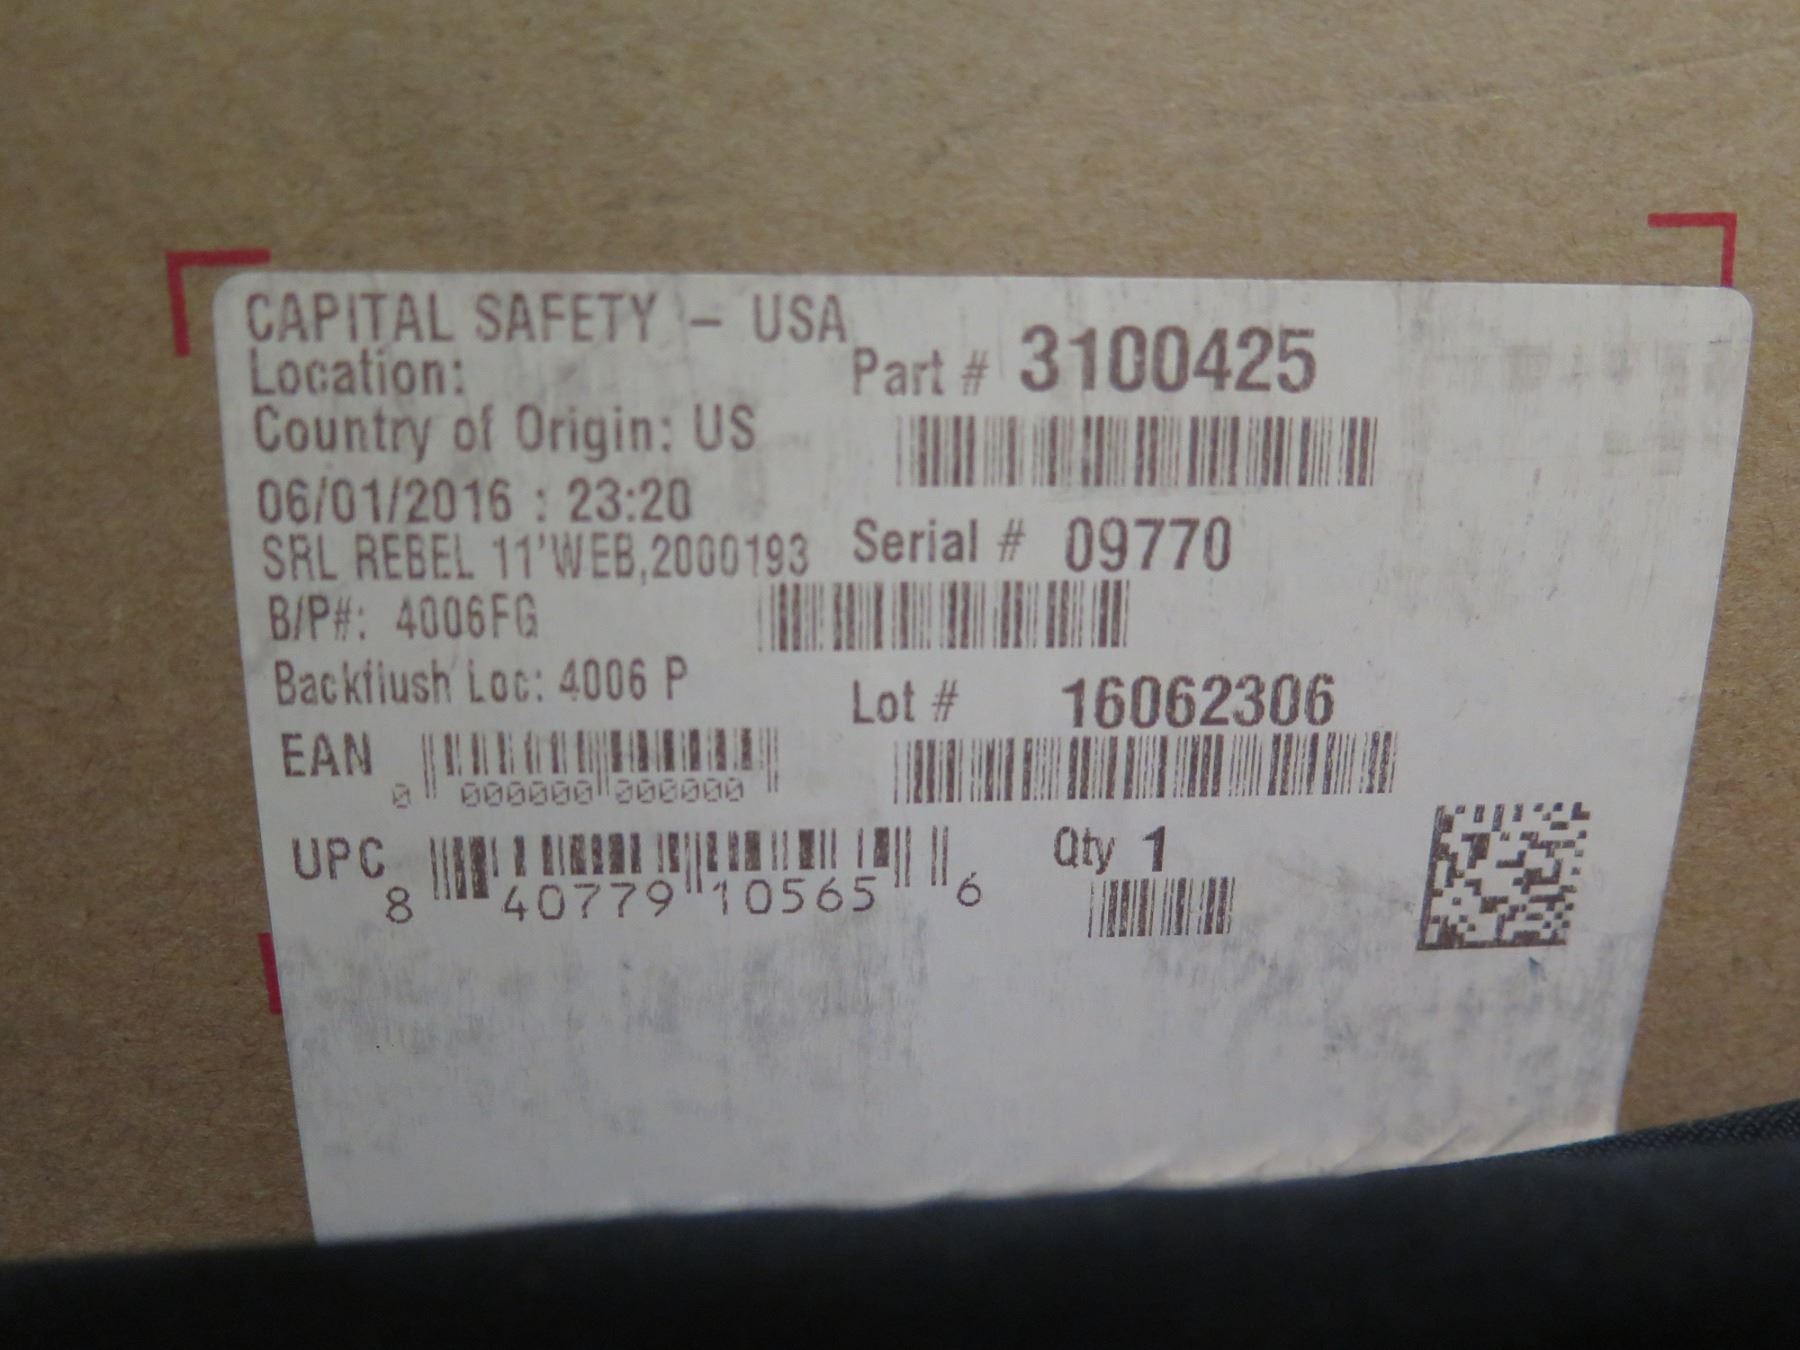 CAPITAL SAFETY - USA
Location:
Part # 3100425
Country of Origin: US
06/01/2016 : 23:20
SRL REBEL 11'WEB,2000193
Serial # 09770
B/P#: 4006FG
Backflush Loc: 4006 P
Lot # 16062306
EAN
0 000000 000000
UPC
8 40779 10565 6
Qty 1